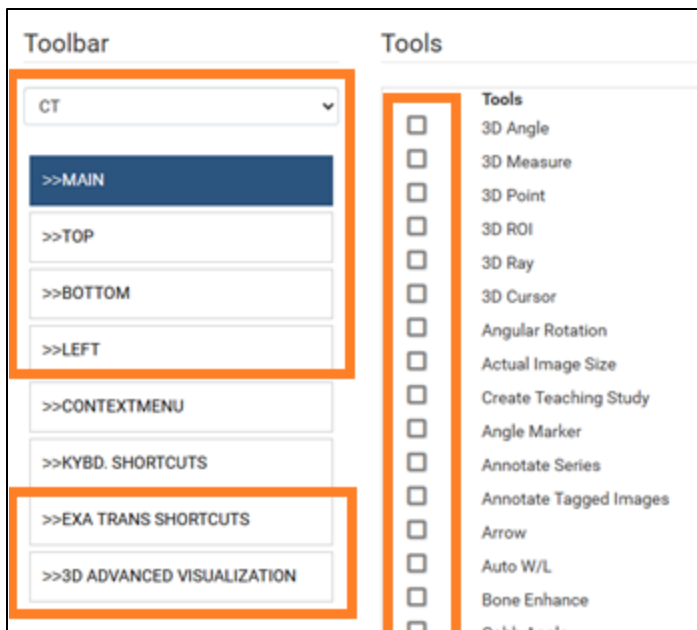 Toolbar
CT
>>MAIN
>>TOP
>>BOTTOM
>>LEFT
>>CONTEXTMENU
>>KYBD. SHORTCUTS
>>EXA TRANS SHORTCUTS
>>3D ADVANCED VISUALIZATION
Tools
Tools
3D Angle
3D Measure
3D Point
3D ROI
3D Ray
3D Cursor
Angular Rotation
Actual Image Size
Create Teaching Study
Angle Marker
Annotate Series
Annotate Tagged Images
Arrow
Auto W/L
Bone Enhance